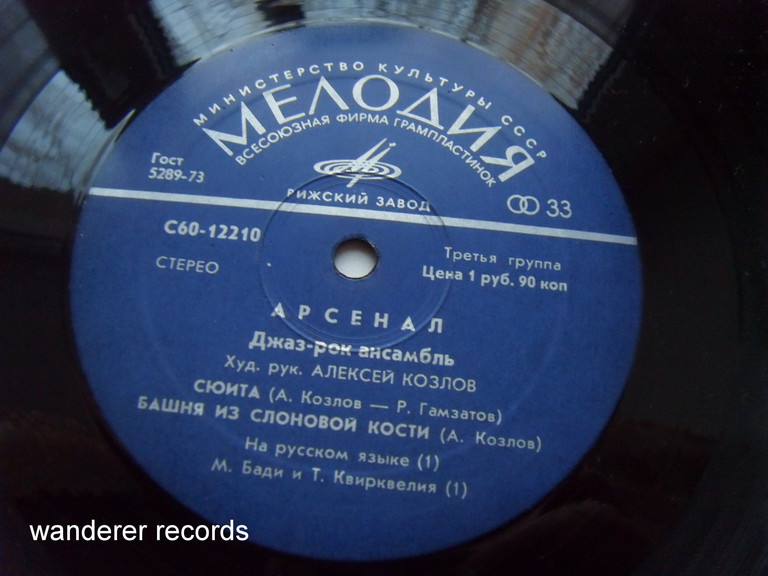 МИНИСТЕРСТВО КУЛЬТУРЫ СССР
МЕЛОДИЯ
ВСЕСОЮЗНАЯ ФИРМА ГРАМПЛАСТИНОК
Гост
5289-73
РИЖСКИЙ ЗАВОД
33
С60-12210
СТЕРЕО
Третья группа
Цена 1 руб. 90 коп
АРСЕНАЛ
Джаз-рок ансамбль
Худ. рук. АЛЕКСЕЙ КОЗЛОВ
СЮИТА (А. Козлов — Р. Гамзатов)
БАШНЯ ИЗ СЛОНОВОЙ КОСТИ (А. Козлов)
На русском языке (1)
М. Бади и Т. Квирквелия (1)
wanderer records